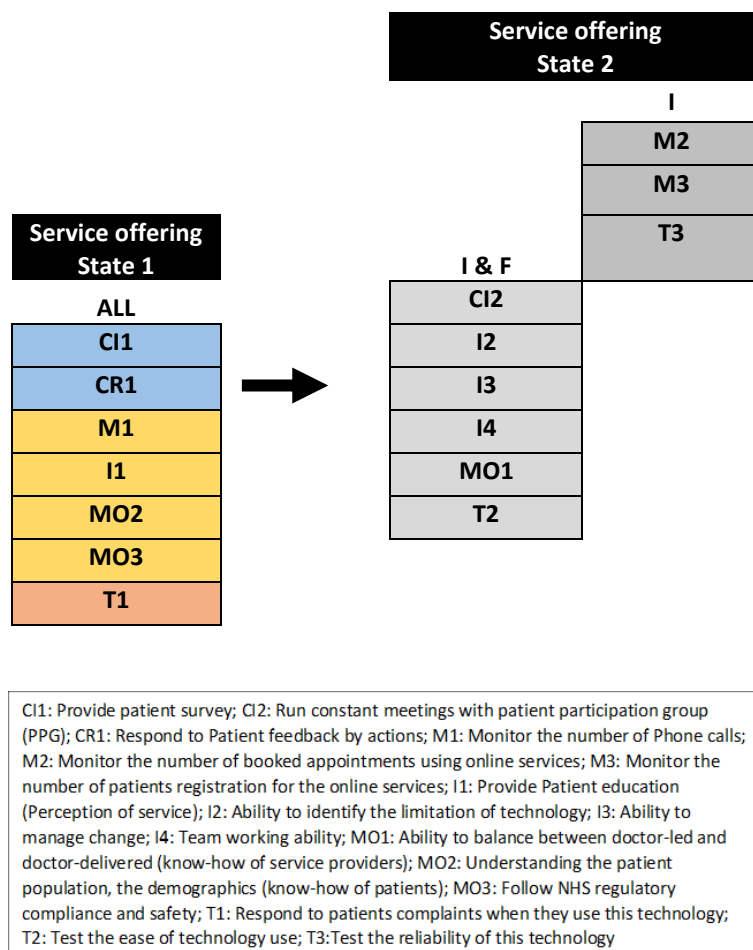 Service offering
State 2
I
M2
M3
T3
Service offering
State 1
ALL
CI1
CR1
M1
I1
MO2
MO3
T1
I & F
CI2
I2
I3
I4
MO1
T2
CI1: Provide patient survey; CI2: Run constant meetings with patient participation group
(PPG); CR1: Respond to Patient feedback by actions; M1: Monitor the number of Phone calls;
M2: Monitor the number of booked appointments using online services; M3: Monitor the
number of patients registration for the online services; I1: Provide Patient education
(Perception of service); I2: Ability to identify the limitation of technology; I3: Ability to
manage change; I4: Team working ability; MO1: Ability to balance between doctor-led and
doctor-delivered (know-how of service providers); MO2: Understanding the patient
population, the demographics (know-how of patients); MO3: Follow NHS regulatory
compliance and safety; T1: Respond to patients complaints when they use this technology;
T2: Test the ease of technology use; T3:Test the reliability of this technology